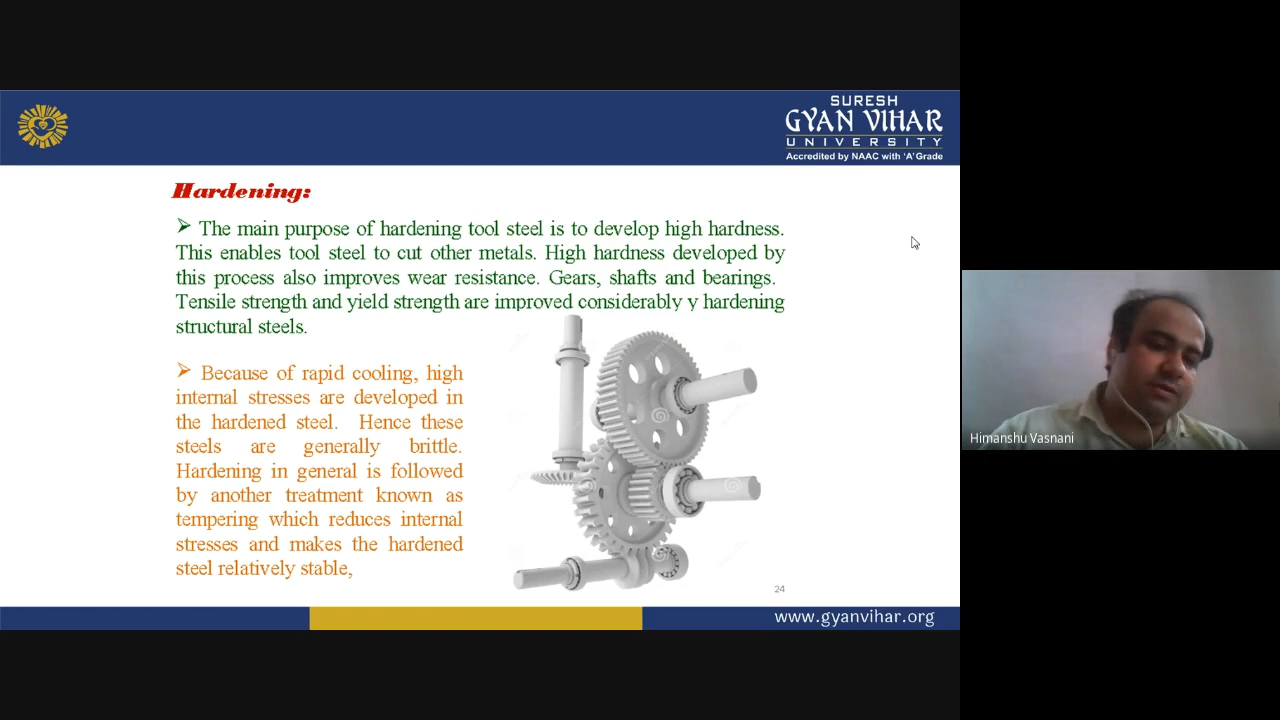 SURESH
GYAN VIHAR
UNIVERSITY
Accredited by NAAC with 'A' Grade
Hardening:
➢ The main purpose of hardening tool steel is to develop high hardness.
This enables tool steel to cut other metals. High hardness developed by
this process also improves wear resistance. Gears, shafts and bearings.
Tensile strength and yield strength are improved considerably y hardening
structural steels.
➢ Because of rapid cooling, high
internal stresses are developed in
the hardened steel. Hence these
steels are generally brittle.
Hardening in general is followed
by another treatment known as
tempering which reduces internal
stresses and makes the hardened
steel relatively stable,
24
www.gyanvihar.org
Himanshu Vasnani